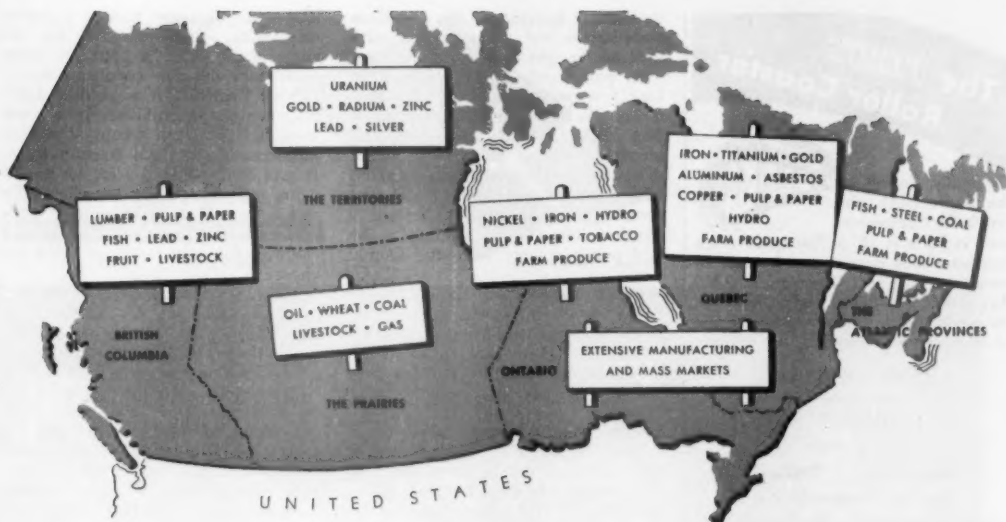 URANIUM
GOLD • RADIUM • ZINC
LEAD • SILVER
THE TERRITORIES
LUMBER • PULP & PAPER
FISH • LEAD • ZINC
FRUIT • LIVESTOCK
BRITISH
COLUMBIA
OIL • WHEAT • COAL
LIVESTOCK • GAS
THE PRAIRIES
NICKEL • IRON • HYDRO
PULP & PAPER • TOBACCO
FARM PRODUCE
ONTARIO
IRON • TITANIUM • GOLD
ALUMINUM • ASBESTOS
COPPER • PULP & PAPER
HYDRO
FARM PRODUCE
QUEBEC
EXTENSIVE MANUFACTURING
AND MASS MARKETS
FISH • STEEL • COAL
PULP & PAPER
FARM PRODUCE
THE
ATLANTIC PROVINCES
UNITED STATES